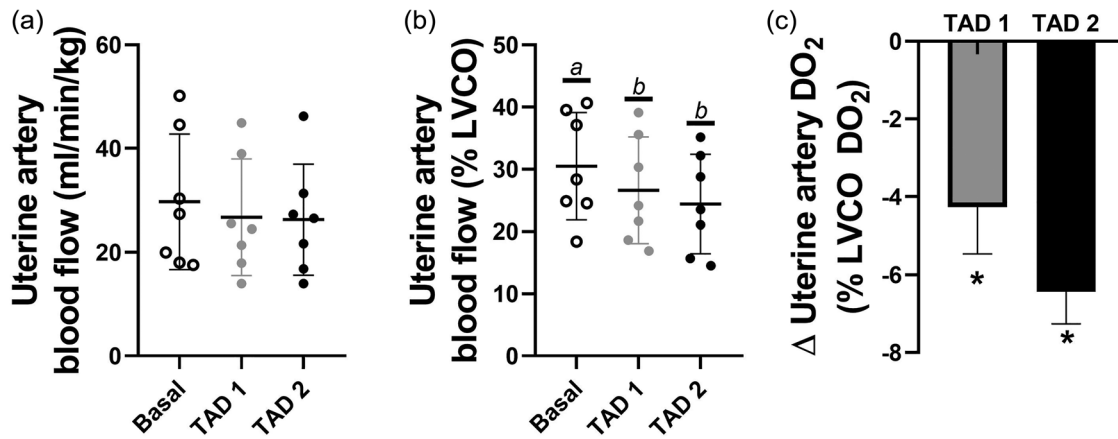 (a)
Uterine artery
blood flow (ml/min/kg)
60
40
20
0
Basal
TAD 1
TAD 2
(b)
Uterine artery
blood flow (% LVCO)
50
40
30
20
10
0
a
b
b
Basal
TAD 1
TAD 2
(c)
Δ Uterine artery DO₂
(% LVCO DO₂)
TAD 1 TAD 2
0
-2
-4
-6
-8
*
*